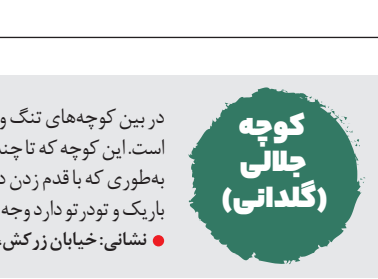 کوچه
جلالی
(گلدانی)
در بین کوچه‌های تنگ و
است. این کوچه که تا چند
به‌طوری که با قدم زدن د
باریک و تودرتو دارد وجه
● نشانی: خیابان زرکش،